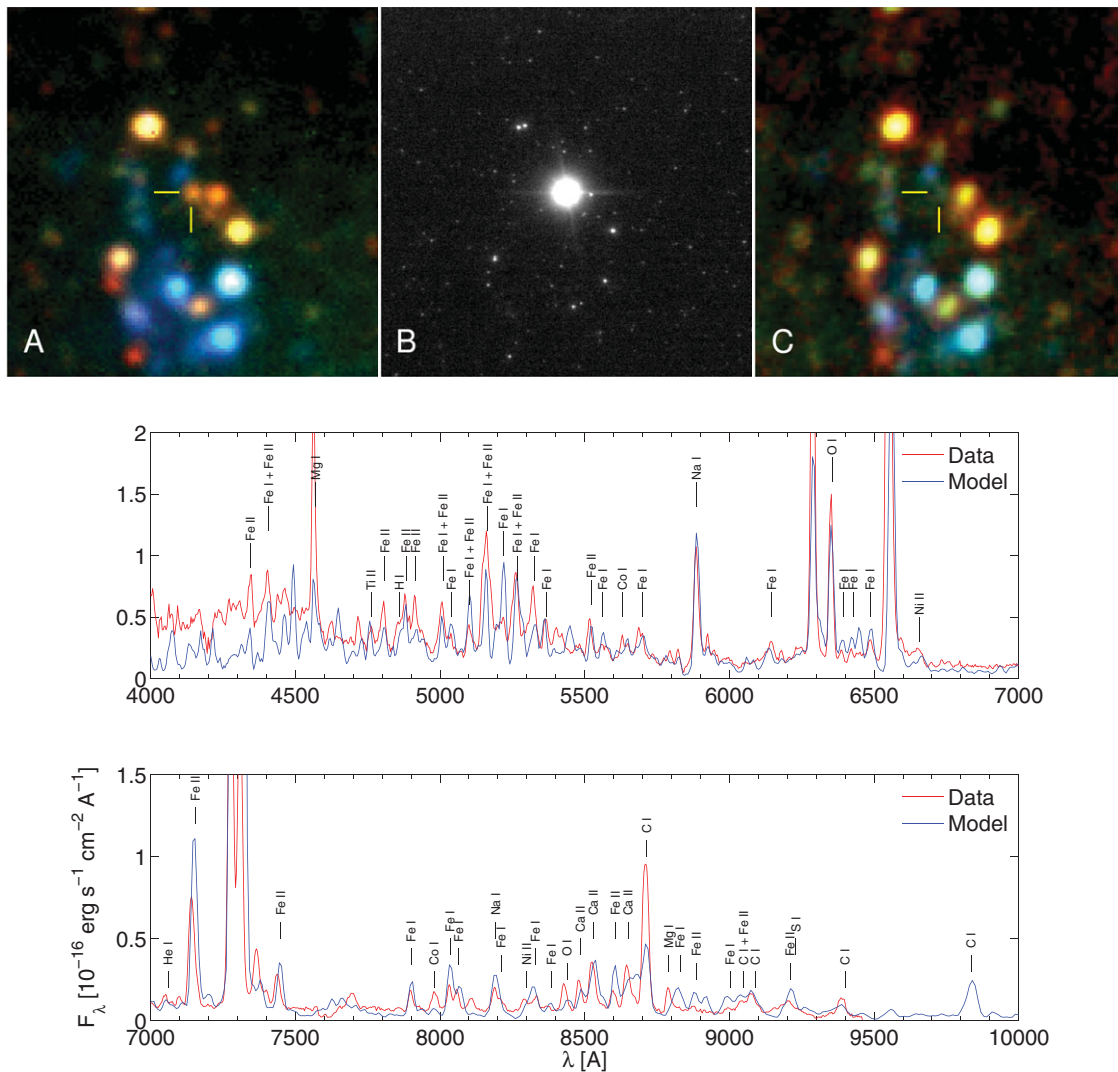 A
B
C
2
1.5
1
0.5
0
4000 4500 5000 5500 6000 6500 7000
Data
Model
Fe II
Fe I + Fe II
Mg I
Ti II
Fe II
H I
Fe II
Fe II
Fe I + Fe II
Fe I
Fe I + Fe II
Fe I + Fe II
Fe I
Fe I + Fe II
Fe I
Fe I
Fe II
Fe I
Co I
Fe I
Na I
Fe I
O I
Fe I
Fe I
Fe I
Ni II
1.5
1
0.5
0
7000 7500 8000 8500 9000 9500 10000
Data
Model
He I
Fe II
Fe II
Fe I
Co I
Fe I
Fe I
Na I
Fe I
Ni II
Fe I
Fe I
O I
Ca II
Ca II
Fe II
Ca II
C I
Mg I
Fe I
Fe II
Fe I
C I + Fe II
C I
Fe II
S I
C I
C I
Fλ [10⁻¹⁶ erg s⁻¹ cm⁻² A⁻¹]
λ [A]